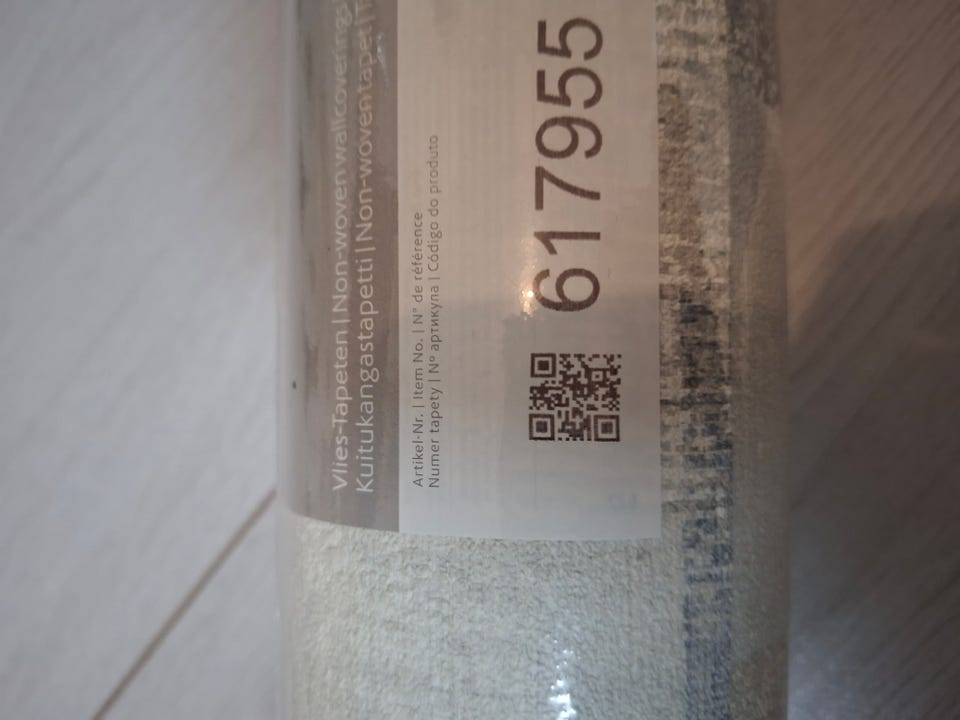 Vlies-Tapeten | Non-woven wallcoverings
Kuitukangastapetti | Non-woven tapet |
Artikel-Nr. | Item No. | N° de référence
Numer tapety | N° артикула | Código do produto
617955